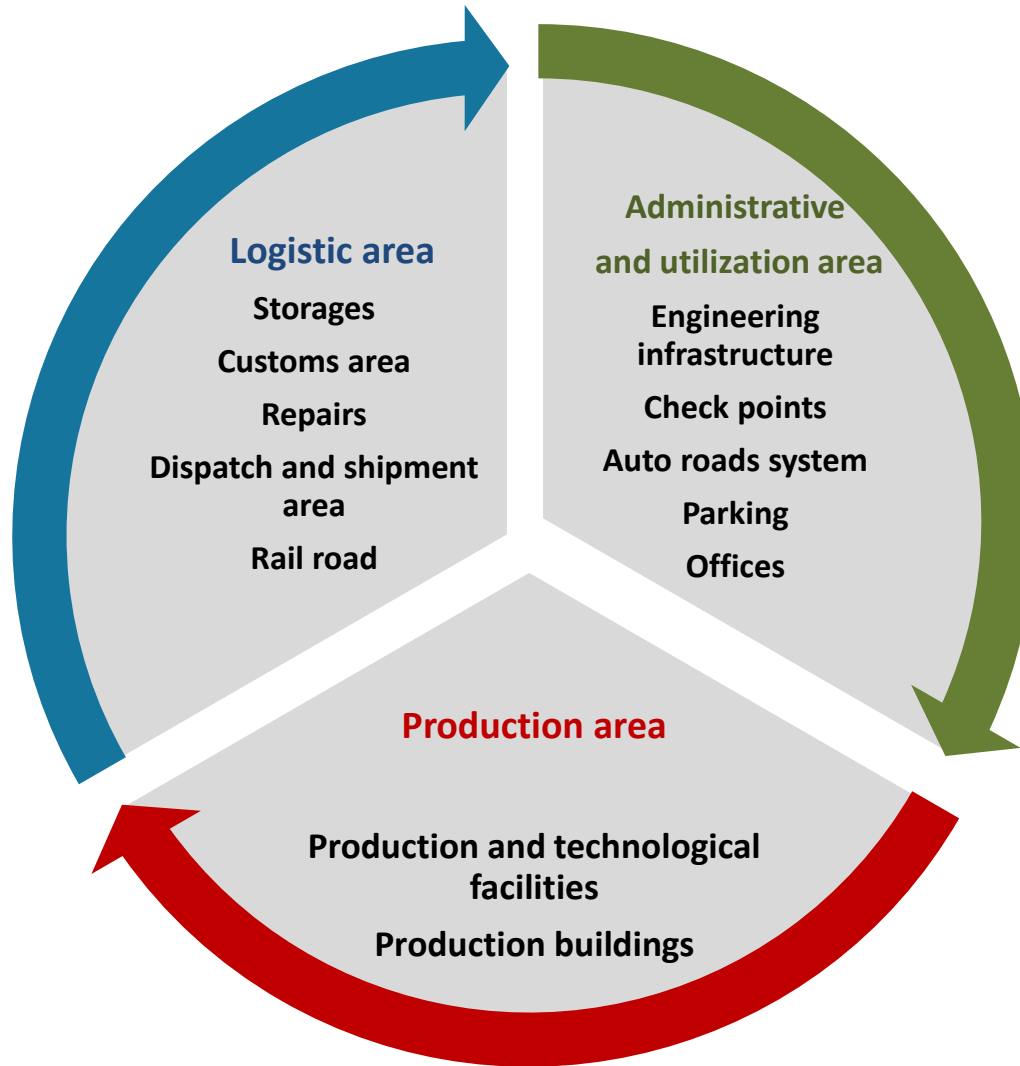 Logistic area
Storages
Customs area
Repairs
Dispatch and shipment
area
Rail road
Administrative
and utilization area
Engineering
infrastructure
Check points
Auto roads system
Parking
Offices
Production area
Production and technological
facilities
Production buildings